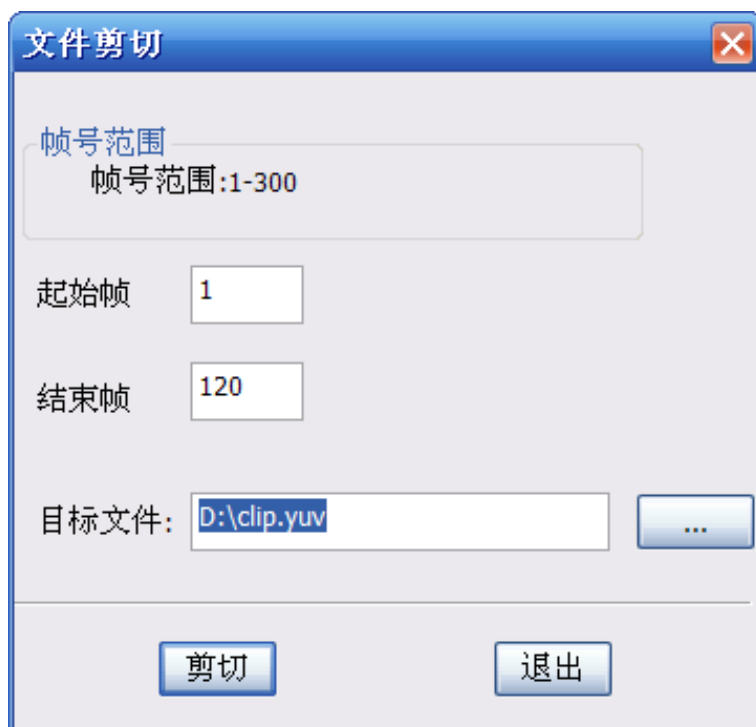 文件剪切
帧号范围
帧号范围:1-300
起始帧 1
结束帧 120
目标文件: D:\clip.yuv ...
剪切 退出